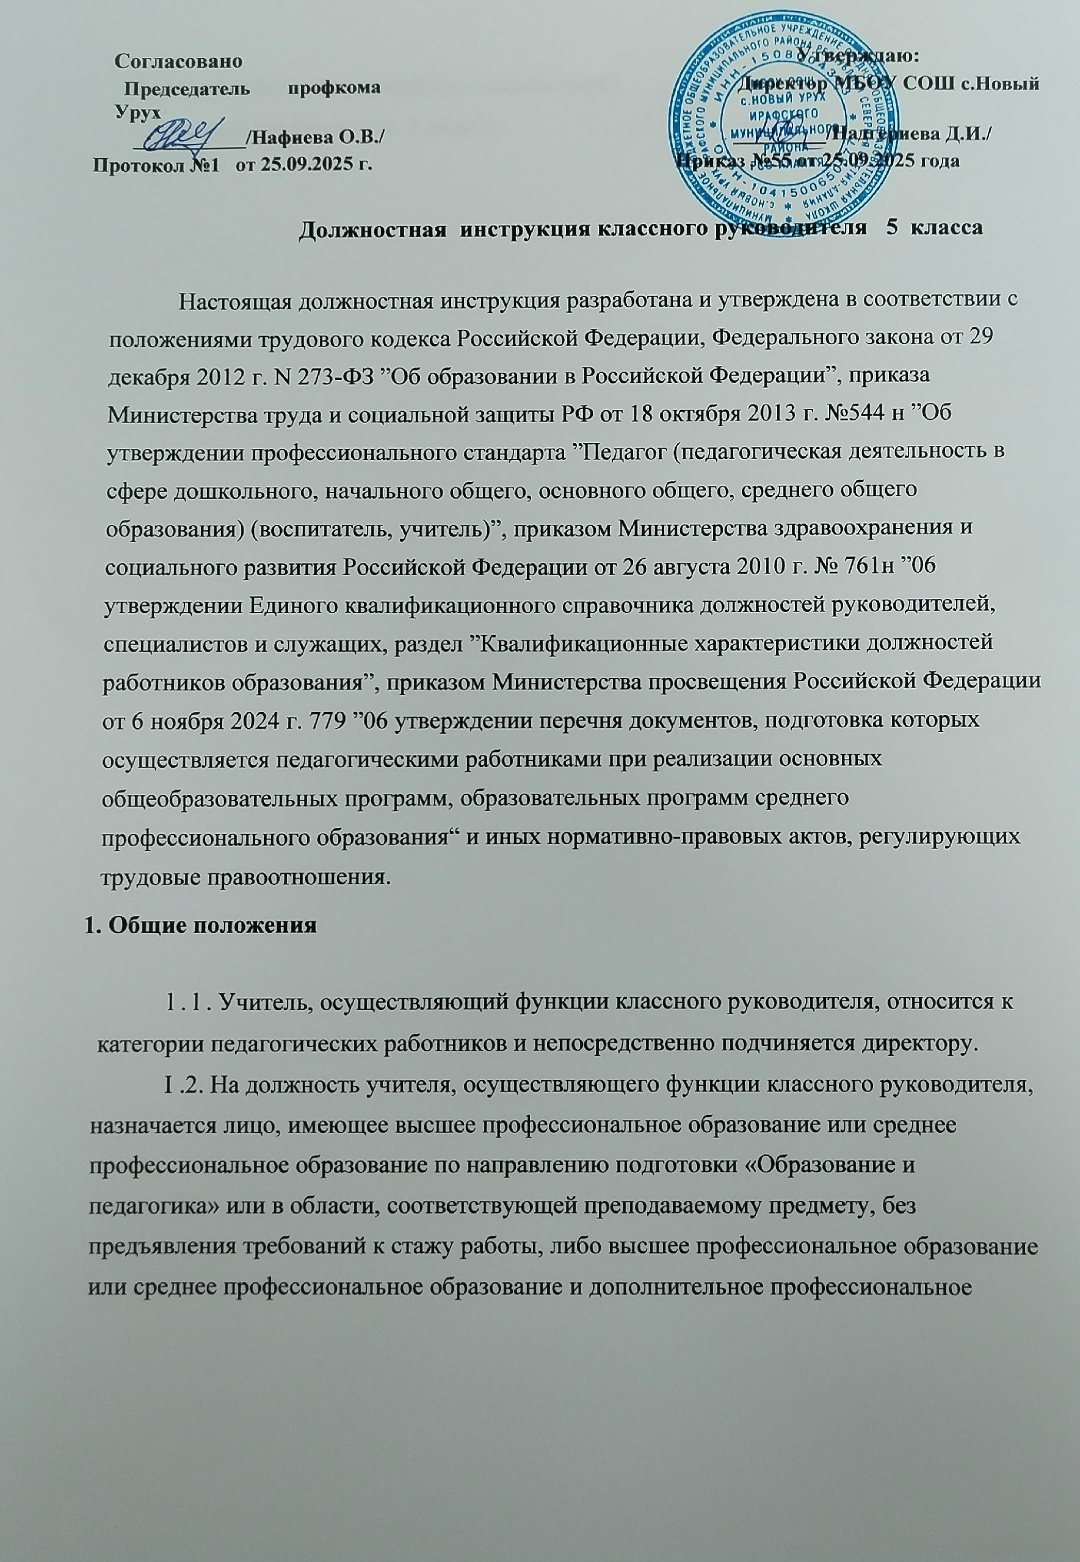 Согласовано
Председатель профкома
Урух
/Нафиева О.В./
Протокол №1 от 25.09.2025 г.
Утверждаю:
Директор МБОУ СОШ с.Новый
/Надгериева Д.И./
Приказ №55 от 25.09.2025 года
МБОУ СОШ
с.НОВЫЙ УРУХ
ИРАФСКОГО
МУНИЦИПАЛЬНОГО
РАЙОНА
РСО-АЛАНИЯ
Должностная инструкция классного руководителя 5 класса
Настоящая должностная инструкция разработана и утверждена в соответствии с
положениями трудового кодекса Российской Федерации, Федерального закона от 29
декабря 2012 г. N 273-ФЗ ”Об образовании в Российской Федерации”, приказа
Министерства труда и социальной защиты РФ от 18 октября 2013 г. №544 н ”Об
утверждении профессионального стандарта ”Педагог (педагогическая деятельность в
сфере дошкольного, начального общего, основного общего, среднего общего
образования) (воспитатель, учитель)”, приказом Министерства здравоохранения и
социального развития Российской Федерации от 26 августа 2010 г. № 761н ”06
утверждении Единого квалификационного справочника должностей руководителей,
специалистов и служащих, раздел ”Квалификационные характеристики должностей
работников образования”, приказом Министерства просвещения Российской Федерации
от 6 ноября 2024 г. 779 ”06 утверждении перечня документов, подготовка которых
осуществляется педагогическими работниками при реализации основных
общеобразовательных программ, образовательных программ среднего
профессионального образования“ и иных нормативно-правовых актов, регулирующих
трудовые правоотношения.
1. Общие положения
1.1. Учитель, осуществляющий функции классного руководителя, относится к
категории педагогических работников и непосредственно подчиняется директору.
I .2. На должность учителя, осуществляющего функции классного руководителя,
назначается лицо, имеющее высшее профессиональное образование или среднее
профессиональное образование по направлению подготовки «Образование и
педагогика» или в области, соответствующей преподаваемому предмету, без
предъявления требований к стажу работы, либо высшее профессиональное образование
или среднее профессиональное образование и дополнительное профессиональное